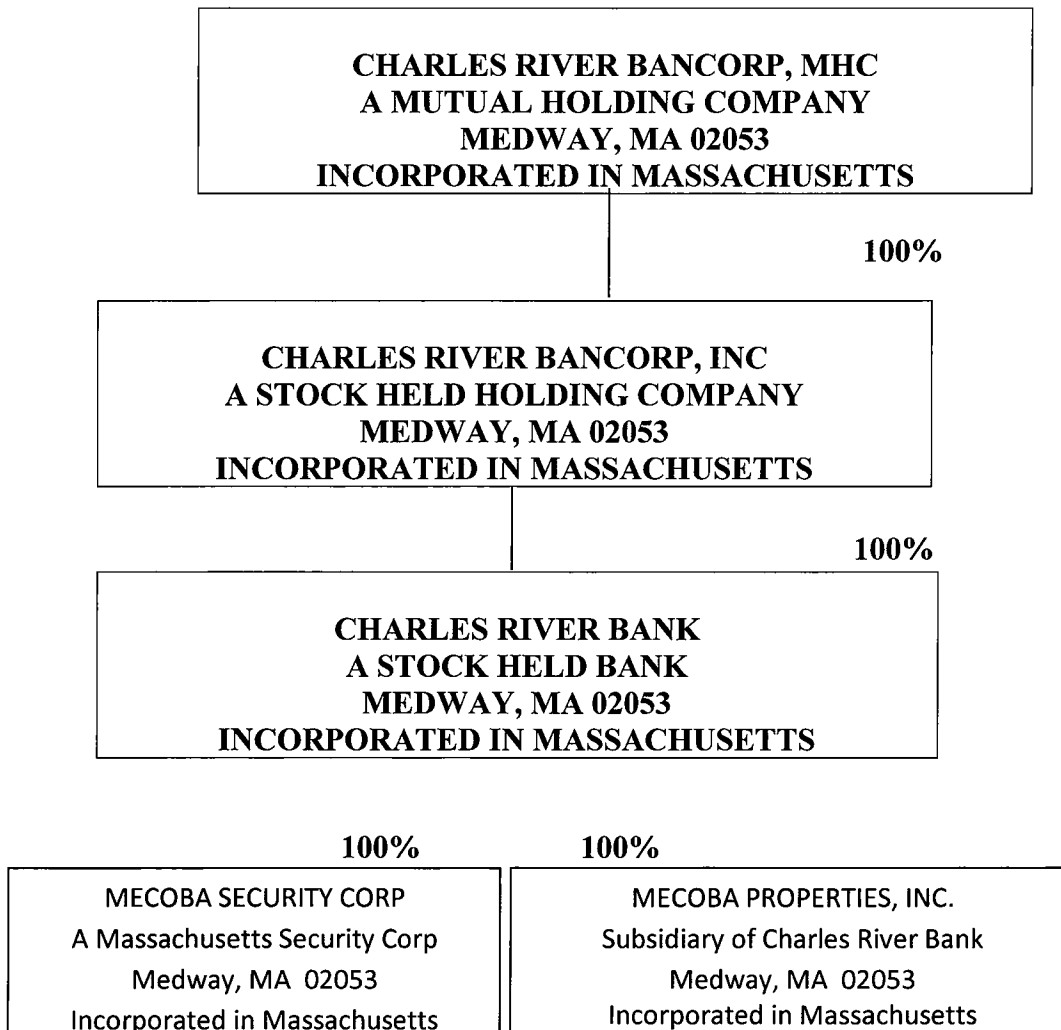 CHARLES RIVER BANCORP, MHC
A MUTUAL HOLDING COMPANY
MEDWAY, MA 02053
INCORPORATED IN MASSACHUSETTS
100%
CHARLES RIVER BANCORP, INC
A STOCK HELD HOLDING COMPANY
MEDWAY, MA 02053
INCORPORATED IN MASSACHUSETTS
100%
CHARLES RIVER BANK
A STOCK HELD BANK
MEDWAY, MA 02053
INCORPORATED IN MASSACHUSETTS
100% 100%
MECOBA SECURITY CORP
A Massachusetts Security Corp
Medway, MA 02053
Incorporated in Massachusetts
MECOBA PROPERTIES, INC.
Subsidiary of Charles River Bank
Medway, MA 02053
Incorporated in Massachusetts